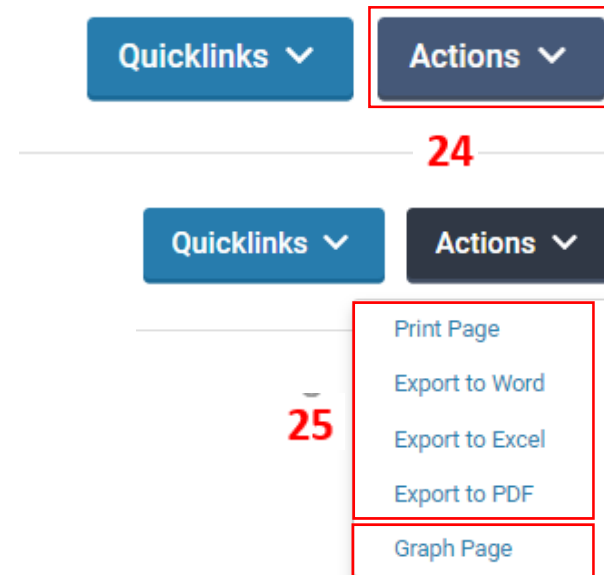 Quicklinks Actions
24
Quicklinks Actions
Print Page
Export to Word
25
Export to Excel
Export to PDF
Graph Page